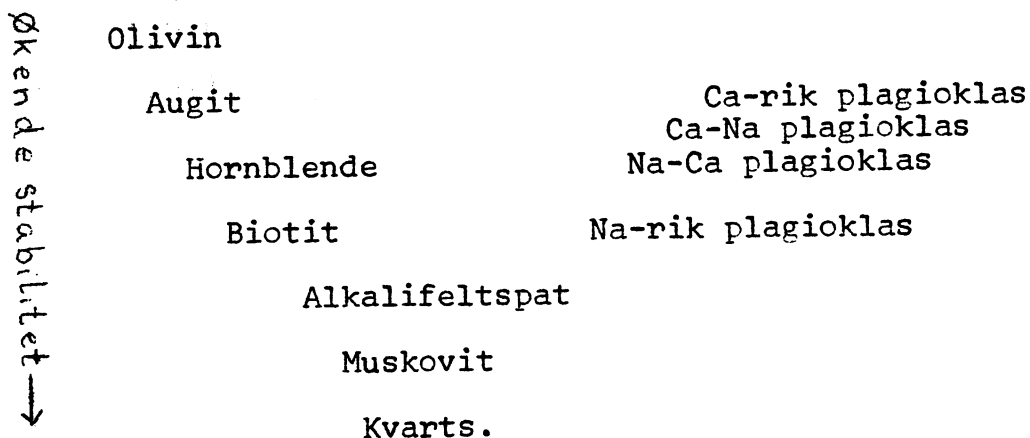 Økende stabilitet →
Olivin
Augit Ca-rik plagioklas
Ca-Na plagioklas
Hornblende Na-Ca plagioklas
Biotit Na-rik plagioklas
Alkalifeltspat
Muskovit
Kvarts.